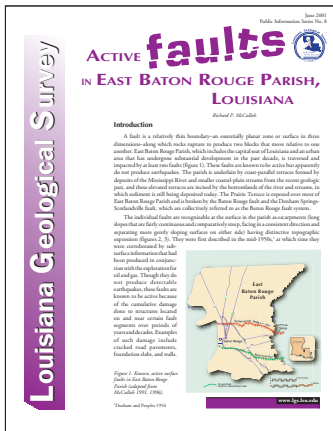 June 2001
Public Information Series No. 8
Louisiana Geological Survey
ACTIVE faults
IN EAST BATON ROUGE PARISH,
LOUISIANA
Richard P. McCulloh
Introduction
A fault is a relatively thin boundary–an essentially planar zone or surface in three
dimensions–along which rocks rupture to produce two blocks that move relative to one
another. East Baton Rouge Parish, which includes the capital seat of Louisiana and an urban
area that has undergone substantial development in the past decade, is traversed and
impacted by at least two faults (figure 1). These faults are known to be active but apparently
do not produce earthquakes. The parish is underlain by coast-parallel terraces formed by
deposits of the Mississippi River and smaller coastal-plain streams from the recent geologic
past, and these elevated terraces are incised by the bottomlands of the river and streams, in
which sediment is still being deposited today. The Prairie Terrace is exposed over most of
East Baton Rouge Parish and is broken by the Baton Rouge fault and the Denham Springs-
Scotlandville fault, which are collectively referred to as the Baton Rouge fault system.
The individual faults are recognizable at the surface in the parish as escarpments (long
slopes that are fairly continuous and comparatively steep, facing in a consistent direction and
separating more gently sloping surfaces on either side) having distinctive topographic
expression (figures 2, 3). They were first described in the mid-1950s,¹ at which time they
were corroborated by sub-
surface information that had
been produced in conjunc-
tion with the exploration for
oil and gas. Though they do
not produce detectable
earthquakes, these faults are
known to be active because
of the cumulative damage
done to structures located
on and near certain fault
segments over periods of
years and decades. Examples
of such damage include
cracked road pavements,
foundation slabs, and walls.
Figure 1. Known, active surface
faults in East Baton Rouge
Parish (adapted from
McCulloh 1991, 1996)
¹Durham and Peeples 1956
East
Baton Rouge
Parish
Baton Rouge
www.lgs.lsu.edu